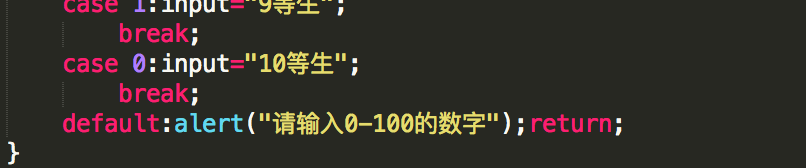 case 1:input="9等生";
break;
case 0:input="10等生";
break;
default:alert("请输入0-100的数字");return;
}